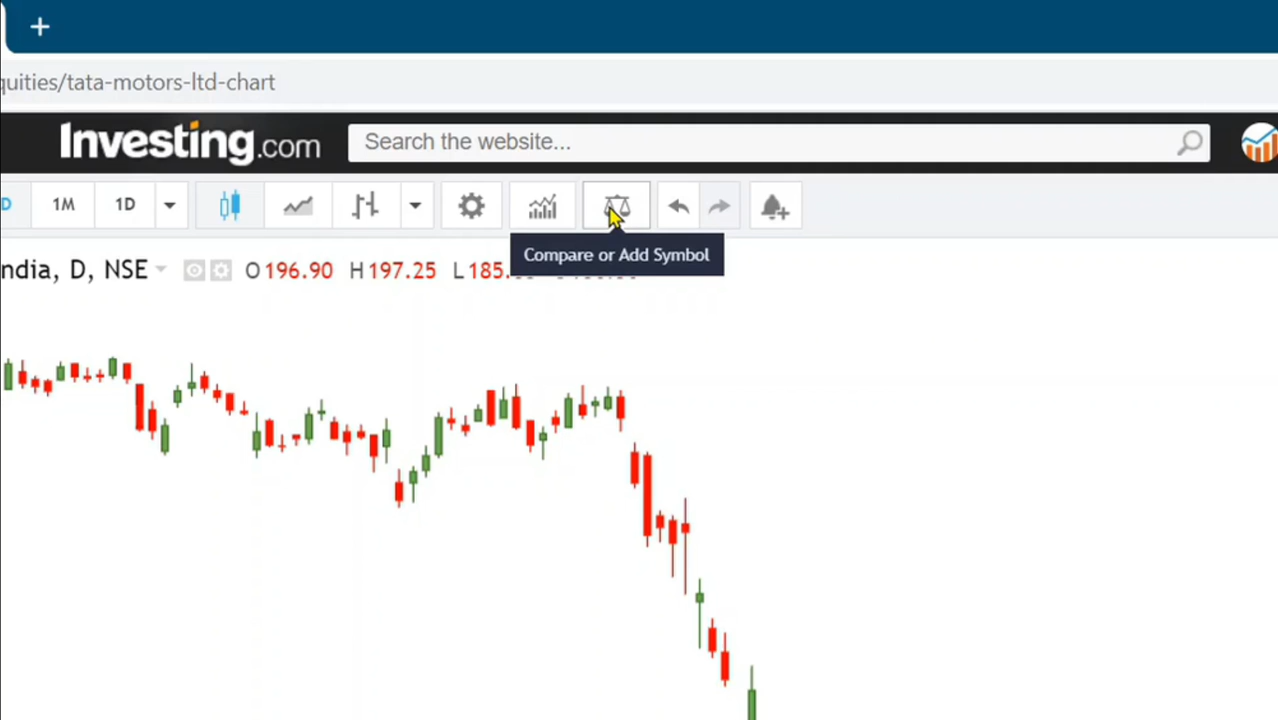 +
quities/tata-motors-ltd-chart
Investing.com
Search the website...
D 1M 1D
Compare or Add Symbol
ndia, D, NSE O 196.90 H 197.25 L 185.